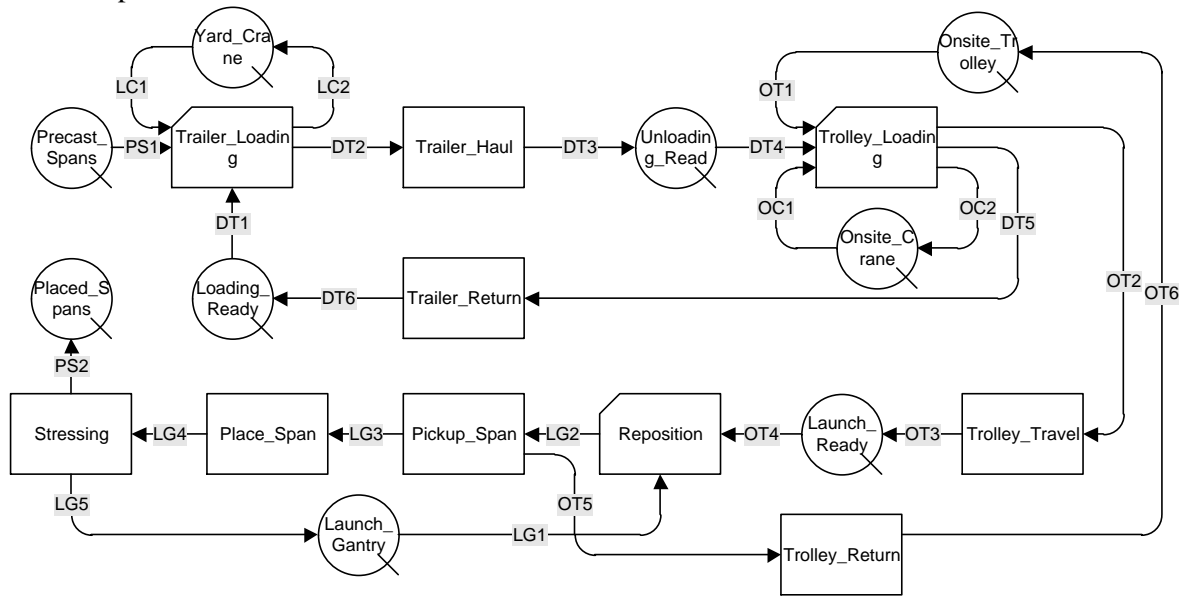 Yard_Cra
ne
Onsite_Tr
olley
LC1
LC2
OT1
Precast_
Spans
PS1
Trailer_Loadin
g
DT2
Trailer_Haul
DT3
Unloadin
g_Read
DT4
Trolley_Loadin
g
OC1
OC2
DT5
DT1
Onsite_C
rane
Placed_S
pans
Loading_
Ready
DT6
Trailer_Return
OT2
OT6
PS2
Stressing
LG4
Place_Span
LG3
Pickup_Span
LG2
Reposition
OT4
Launch_
Ready
OT3
Trolley_Travel
LG5
OT5
Launch_
Gantry
LG1
Trolley_Return